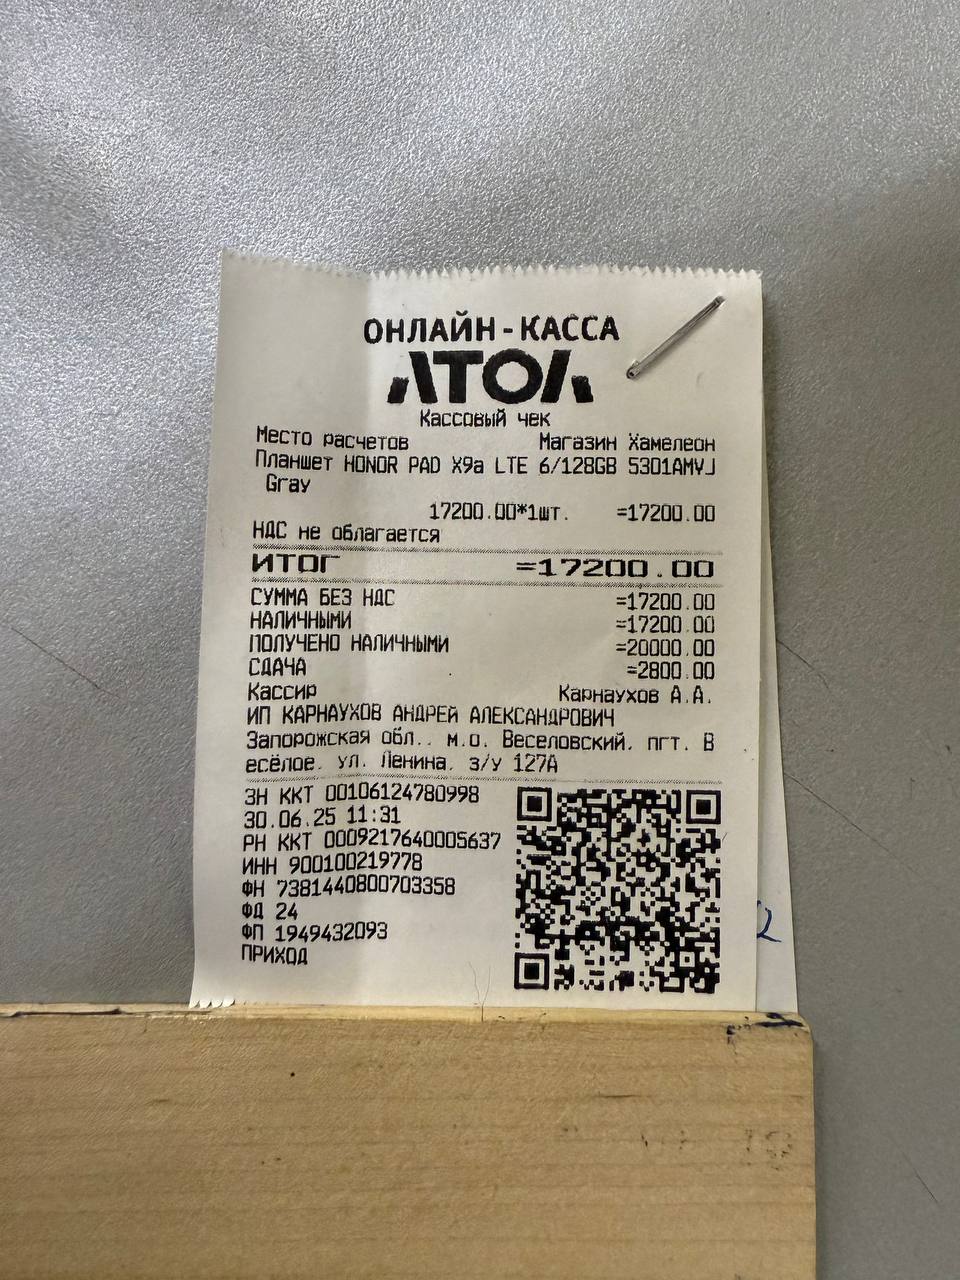 ОНЛАЙН-КАССА
АТОЛ
Кассовый чек
Место расчетов Магазин Хамелеон
Планшет HONOR PAD X9a LTE 6/128GB 5301AMVJ
Gray
17200.00*1шт. =17200.00
НДС не облагается
ИТОГ =17200.00
СУММА БЕЗ НДС =17200.00
НАЛИЧНЫМИ =17200.00
ПОЛУЧЕНО НАЛИЧНЫМИ =20000.00
СДАЧА =2800.00
Кассир Карнаухов А.А.
ИП КАРНАУХОВ АНДРЕЙ АЛЕКСАНДРОВИЧ
Запорожская обл., м.о. Веселовский, пгт. В
есёлое, ул. Ленина, з/у 127А
ЗН ККТ 00106124780998
30.06.25 11:31
РН ККТ 0009217640005637
ИНН 900100219778
ФН 7381440800703358
ФД 24
ФП 1949432093
ПРИХОД